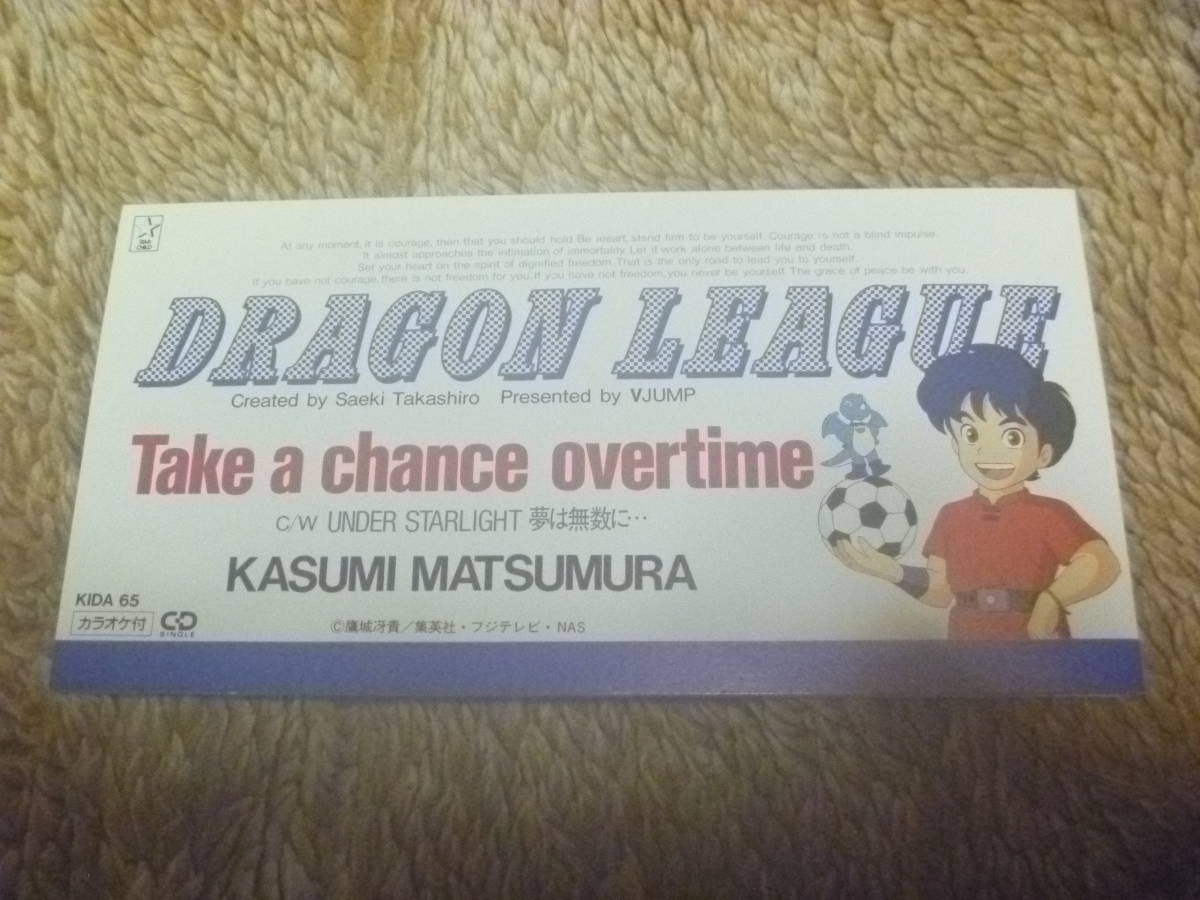 STAR
CHILD
At any moment, it is courage, then that you should hold Be reeart, stand firm to be yourself. Courage is not a blind impulse.
It almost approaches the intimation of immortality. Let it work alone between life and death.
Set your heart on the spirit of dignified freedom. That is the only road to lead you to yourself.
If you have not courage, there is not freedom for you. If you have not freedom, you never be yourself. The grace of peace be with you.
DRAGON LEAGUE
Created by Saeki Takashiro Presented by VJUMP
Take a chance overtime
C/W UNDER STARLIGHT 夢は無数に…
KASUMI MATSUMURA
KIDA 65
カラオケ付 CD
SINGLE
©鷹城冴貴／集英社・フジテレビ・NAS